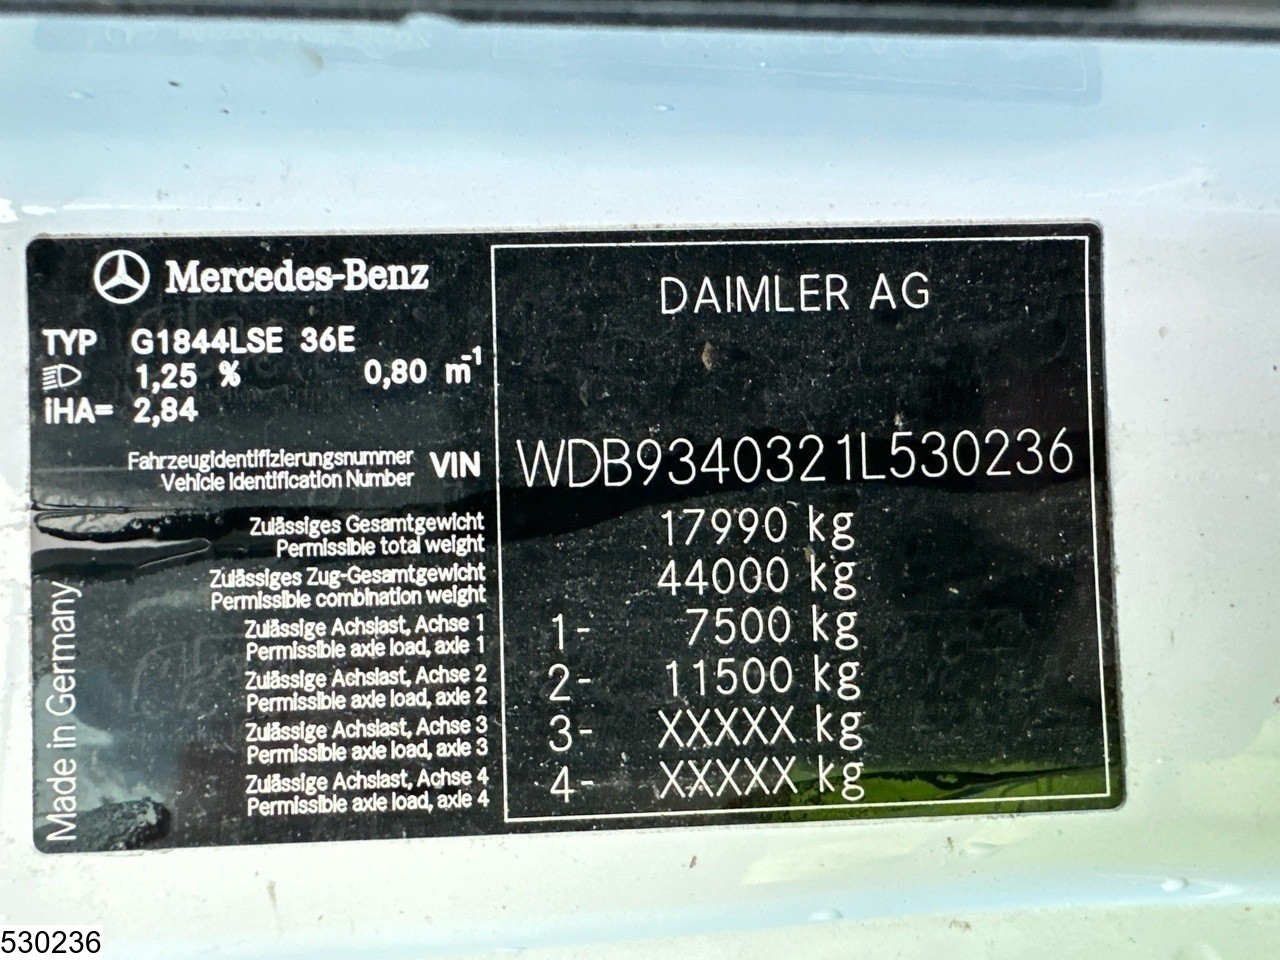 Mercedes-Benz
DAIMLER AG
TYP G1844LSE 36E
1,25 % 0,80 m-1
iHA= 2,84
Fahrzeugidentifizierungsnummer
Vehicle Identification Number
VIN WDB9340321L530236
Zulässiges Gesamtgewicht
Permissible total weight
17990 kg
Zulässiges Zug-Gesamtgewicht
Permissible combination weight
44000 kg
Zulässige Achslast, Achse 1
Permissible axle load, axle 1
1- 7500 kg
Zulässige Achslast, Achse 2
Permissible axle load, axle 2
2- 11500 kg
Zulässige Achslast, Achse 3
Permissible axle load, axle 3
3- XXXXX kg
Zulässige Achslast, Achse 4
Permissible axle load, axle 4
4- XXXXX kg
Made in Germany
530236